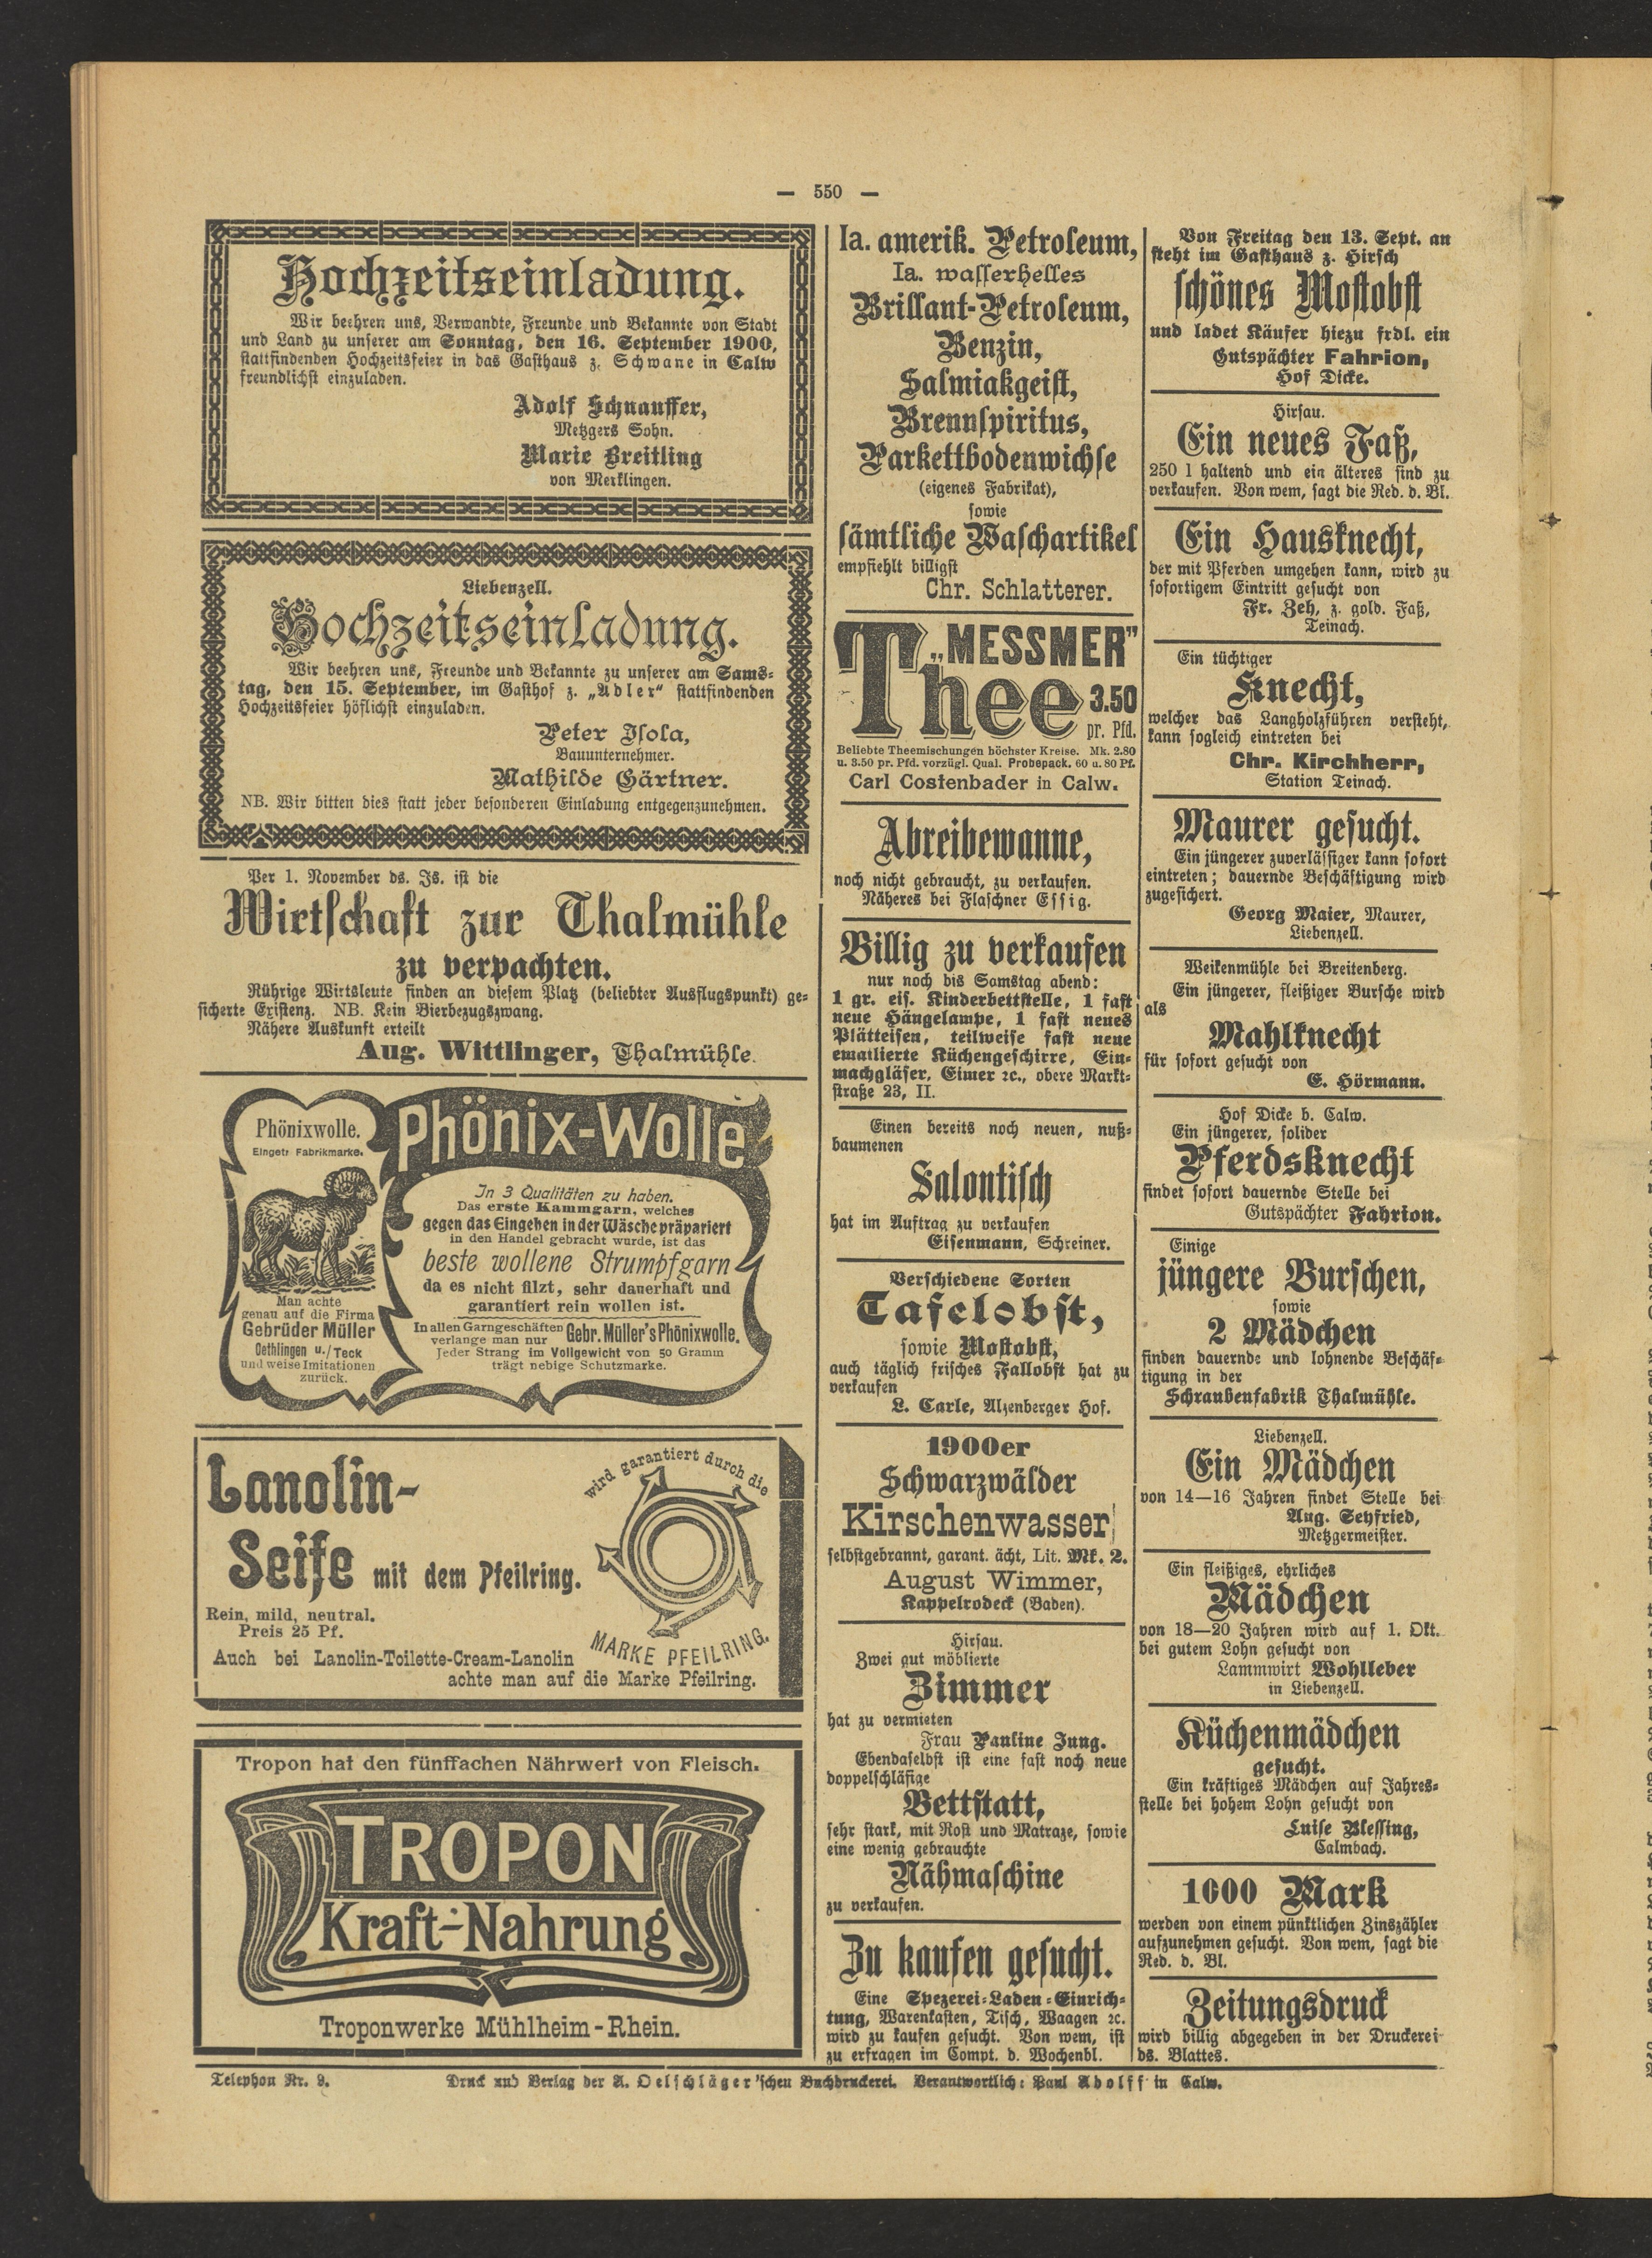 — 550 —
Hochzeitseinladung.
Wir beehren uns, Verwandte, Freunde und Bekannte von Stadt
und Land zu unserer am Sonntag, den 16. September 1900,
stattfindenden Hochzeitsfeier in das Gasthaus z. Schwane in Calw
freundlichst einzuladen.
Adolf Schnauffer,
Metzgers Sohn.
Marie Breitling
von Merklingen.
Liebenzell.
Hochzeitseinladung.
Wir beehren uns, Freunde und Bekannte zu unserer am Sams-
tag, den 15. September, im Gasthof z. „Adler“ stattfindenden
Hochzeitsfeier höflichst einzuladen.
Peter Isola,
Bauunternehmer.
Mathilde Gärtner.
NB. Wir bitten dies statt jeder besonderen Einladung entgegenzunehmen.
Per 1. November ds. Js. ist die
Wirtschaft zur Thalmühle
zu verpachten.
Rührige Wirtsleute finden an diesem Platz (beliebter Ausflugspunkt) ge-
sicherte Existenz. NB. Kein Bierbezugszwang.
Nähere Auskunft erteilt
Aug. Wittlinger, Thalmühle.
Phönixwolle.
Eingetr. Fabrikmarke.
Man achte
genau auf die Firma
Gebrüder Müller
Oethlingen u./Teck
und weise Imitationen
zurück.
Phönix-Wolle
In 3 Qualitäten zu haben.
Das erste Kammgarn, welches
gegen das Eingehen in der Wäsche präpariert
in den Handel gebracht wurde, ist das
beste wollene Strumpfgarn
da es nicht filzt, sehr dauerhaft und
garantiert rein wollen ist.
In allen Garngeschäften
verlange man nur Gebr. Müller's Phönixwolle.
Jeder Strang im Vollgewicht von 50 Gramm
trägt nebige Schutzmarke.
Lanolin-
Seife mit dem Pfeilring.
Rein, mild, neutral.
Preis 25 Pf.
Auch bei Lanolin-Toilette-Cream-Lanolin
achte man auf die Marke Pfeilring.
wird garantiert durch die
MARKE PFEILRING.
Tropon hat den fünffachen Nährwert von Fleisch.
TROPON
Kraft-Nahrung
Troponwerke Mühlheim-Rhein.
Ia. amerik. Petroleum,
Ia. wasserhelles
Brillant-Petroleum,
Benzin,
Salmiakgeist,
Brennspiritus,
Parkettbodenwichse
(eigenes Fabrikat),
sowie
sämtliche Waschartikel
empfiehlt billigst
Chr. Schlatterer.
„MESSMER“
Thee 3.50
pr. Pfd.
Beliebte Theemischungen höchster Kreise. Mk. 2.80
u. 3.50 pr. Pfd. vorzügl. Qual. Probepack. 60 u. 80 Pf.
Carl Costenbader in Calw.
Abreibewanne,
noch nicht gebraucht, zu verkaufen.
Näheres bei Flaschner Essig.
Billig zu verkaufen
nur noch bis Samstag abend:
1 gr. eis. Kinderbettstelle, 1 fast
neue Hängelampe, 1 fast neues
Plätteisen, teilweise fast neue
emaillierte Küchengeschirre, Ein-
machgläser, Eimer ꝛc., obere Markt-
straße 23, II.
Einen bereits noch neuen, nuß-
baumenen
Salontisch
hat im Auftrag zu verkaufen
Eisenmann, Schreiner.
Verschiedene Sorten
Tafelobst,
sowie Mostobst,
auch täglich frisches Fallobst hat zu
verkaufen
L. Carle, Alzenberger Hof.
1900er
Schwarzwälder
Kirschenwasser
selbstgebrannt, garant. ächt, Lit. Mk. 2.
August Wimmer,
Kappelrodeck (Baden).
Hirsau.
Zwei gut möblierte
Zimmer
hat zu vermieten
Frau Pauline Jung.
Ebendaselbst ist eine fast noch neue
doppelschläfige
Bettstatt,
sehr stark, mit Rost und Matraze, sowie
eine wenig gebrauchte
Nähmaschine
zu verkaufen.
Zu kaufen gesucht.
Eine Spezerei-Laden-Einrich-
tung, Warenkasten, Tisch, Waagen ꝛc.
wird zu kaufen gesucht. Von wem, ist
zu erfragen im Compt. d. Wochenbl.
Von Freitag den 13. Sept. an
steht im Gasthaus z. Hirsch
schönes Mostobst
und ladet Käufer hiezu frdl. ein
Gutspächter Fahrion,
Hof Dicke.
Hirsau.
Ein neues Faß,
250 l haltend und ein älteres sind zu
verkaufen. Von wem, sagt die Red. d. Bl.
Ein Hausknecht,
der mit Pferden umgehen kann, wird zu
sofortigem Eintritt gesucht von
Fr. Zeh, z. gold. Faß,
Teinach.
Ein tüchtiger
Knecht,
welcher das Langholzführen versteht,
kann sogleich eintreten bei
Chr. Kirchherr,
Station Teinach.
Maurer gesucht.
Ein jüngerer zuverlässiger kann sofort
eintreten; dauernde Beschäftigung wird
zugesichert.
Georg Maier, Maurer,
Liebenzell.
Weikenmühle bei Breitenberg.
Ein jüngerer, fleißiger Bursche wird
als
Mahlknecht
für sofort gesucht von
E. Hörmann.
Hof Dicke b. Calw.
Ein jüngerer, solider
Pferdsknecht
findet sofort dauernde Stelle bei
Gutspächter Fahrion.
Einige
jüngere Burschen,
sowie
2 Mädchen
finden dauernde und lohnende Beschäf-
tigung in der
Schraubenfabrik Thalmühle.
Liebenzell.
Ein Mädchen
von 14—16 Jahren findet Stelle bei
Aug. Seyfried,
Metzgermeister.
Ein fleißiges, ehrliches
Mädchen
von 18—20 Jahren wird auf 1. Okt.
bei gutem Lohn gesucht von
Lammwirt Wohlleber
in Liebenzell.
Küchenmädchen
gesucht.
Ein kräftiges Mädchen auf Jahres-
stelle bei hohem Lohn gesucht von
Luise Blessing,
Calmbach.
1000 Mark
werden von einem pünktlichen Zinszähler
aufzunehmen gesucht. Von wem, sagt die
Red. d. Bl.
Zeitungsdruck
wird billig abgegeben in der Druckerei
ds. Blattes.
Telephon Nr. 9. Druck und Verlag der A. Oelschläger'schen Buchdruckerei. Verantwortlich: Paul Adolff in Calw.